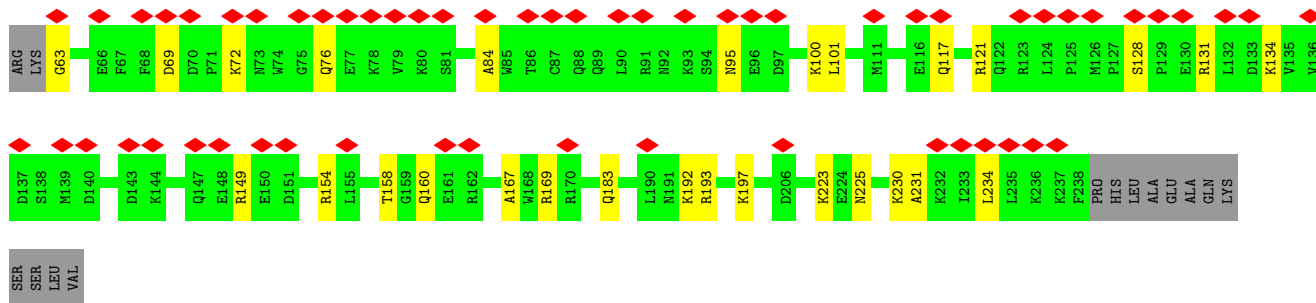 ARG LYS G63 E66 F67 F68 D69 D70 P71 K72 N73 W74 G75 Q76 E77 K78 V79 K80 S81 A84 W85 T86 C87 Q88 Q89 L90 R91 N92 K93 S94 N95 E96 D97 K100 L101 M111 E116 Q117 R121 Q122 R123 L124 P125 M126 P127 S128 P129 E130 R131 L132 D133 K134 V135 V136
D137 S138 M139 D140 D143 K144 Q147 E148 R149 E150 D151 R154 L155 T158 G159 Q160 E161 R162 A167 W168 R169 R170 Q183 L190 N191 K192 R193 K197 D206 K223 E224 N225 K230 A231 K232 I233 L234 L235 K236 K237 F238 PRO HIS LEU ALA GLU ALA GLN LYS
SER SER LEU VAL